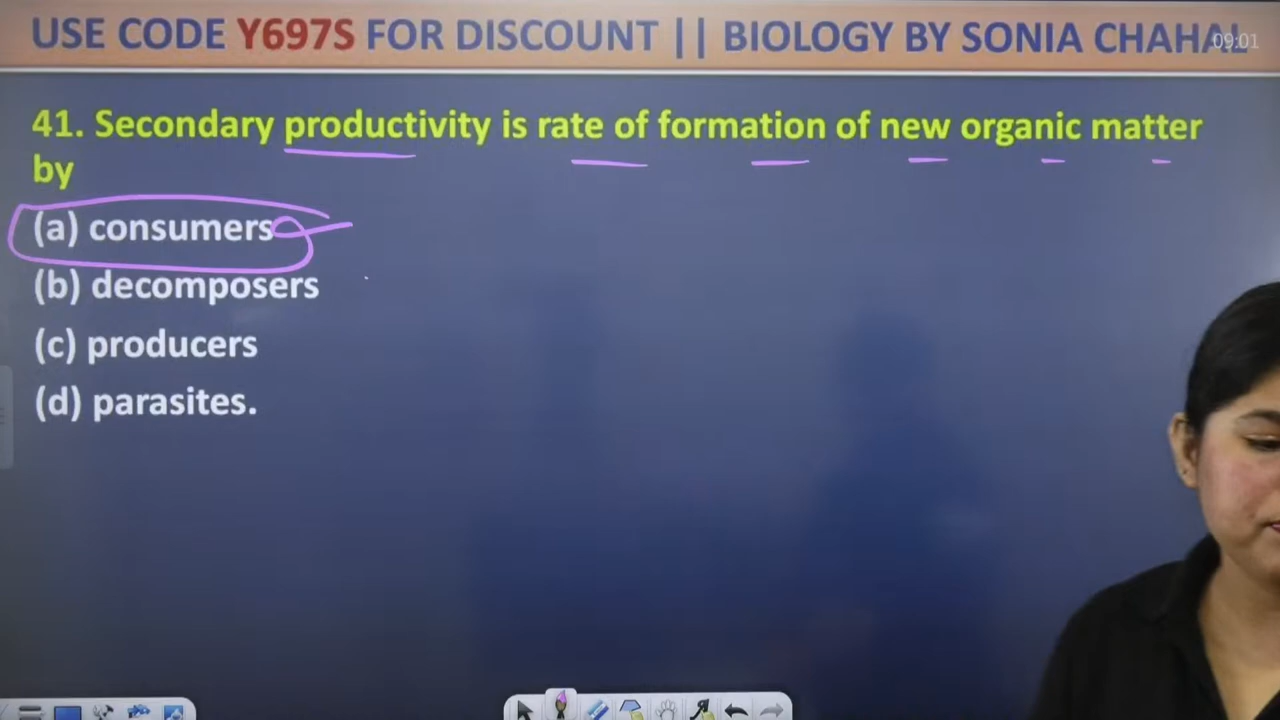 USE CODE Y697S FOR DISCOUNT || BIOLOGY BY SONIA CHAHAL
09:01
41. Secondary productivity is rate of formation of new organic matter
by
(a) consumers
(b) decomposers
(c) producers
(d) parasites.